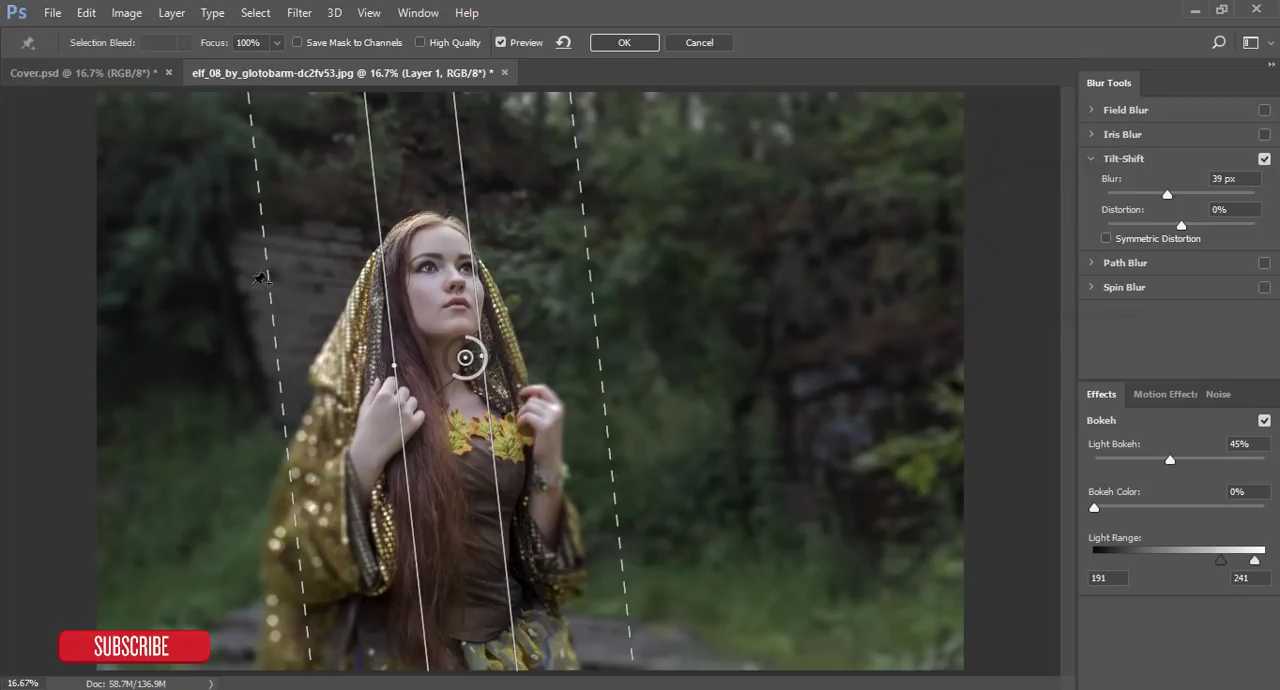 Ps File Edit Image Layer Type Select Filter 3D View Window Help
Selection Bleed: Focus: 100% Save Mask to Channels High Quality Preview OK Cancel
Cover.psd @ 16.7% (RGB/8*) * × elf_08_by_glotobarm-dc2fv53.jpg @ 16.7% (Layer 1, RGB/8*) * ×
Blur Tools
Field Blur
Iris Blur
Tilt-Shift
Blur: 39 px
Distortion: 0%
Symmetric Distortion
Path Blur
Spin Blur
Effects Motion Effects Noise
Bokeh
Light Bokeh: 45%
Bokeh Color: 0%
Light Range:
191 241
SUBSCRIBE
16.67% Doc: 58.7M/136.9M